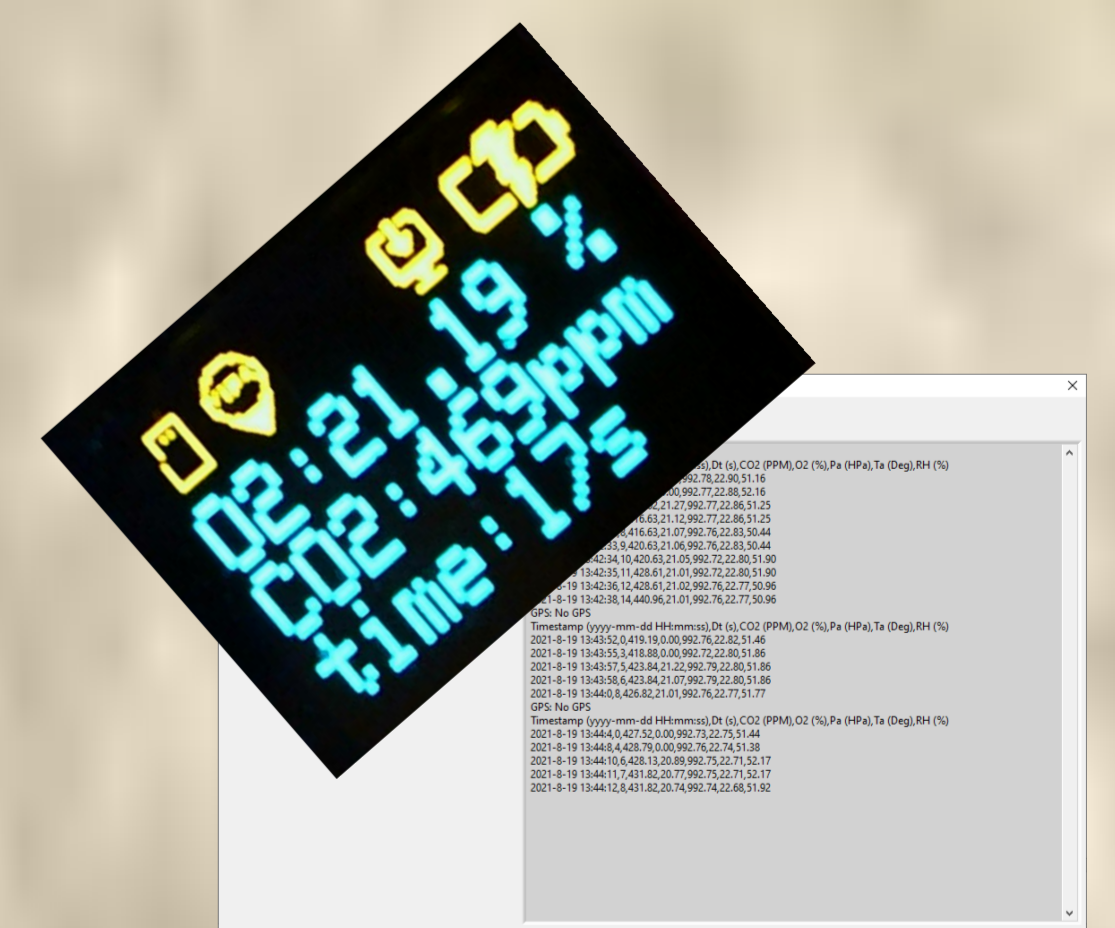 O2:21.19 %
CO2:469ppm
time:17s
,Dt (s),CO2 (PPM),O2 (%),Pa (HPa),Ta (Deg),RH (%)
992.78,22.90,51.16
.00,992.77,22.88,52.16
,21.27,992.77,22.86,51.25
16.63,21.12,992.77,22.86,51.25
,416.63,21.07,992.76,22.83,50.44
:33,9,420.63,21.06,992.76,22.83,50.44
:42:34,10,420.63,21.05,992.72,22.80,51.90
13:42:35,11,428.61,21.01,992.72,22.80,51.90
-19 13:42:36,12,428.61,21.02,992.76,22.77,50.96
1-8-19 13:42:38,14,440.96,21.01,992.76,22.77,50.96
GPS: No GPS
Timestamp (yyyy-mm-dd HH:mm:ss),Dt (s),CO2 (PPM),O2 (%),Pa (HPa),Ta (Deg),RH (%)
2021-8-19 13:43:52,0,419.19,0.00,992.76,22.82,51.46
2021-8-19 13:43:55,3,418.88,0.00,992.72,22.80,51.86
2021-8-19 13:43:57,5,423.84,21.22,992.79,22.80,51.86
2021-8-19 13:43:58,6,423.84,21.07,992.79,22.80,51.86
2021-8-19 13:44:0,8,426.82,21.01,992.76,22.77,51.77
GPS: No GPS
Timestamp (yyyy-mm-dd HH:mm:ss),Dt (s),CO2 (PPM),O2 (%),Pa (HPa),Ta (Deg),RH (%)
2021-8-19 13:44:4,0,427.52,0.00,992.73,22.75,51.44
2021-8-19 13:44:8,4,428.79,0.00,992.76,22.74,51.38
2021-8-19 13:44:10,6,428.13,20.89,992.75,22.71,52.17
2021-8-19 13:44:11,7,431.82,20.77,992.75,22.71,52.17
2021-8-19 13:44:12,8,431.82,20.74,992.74,22.68,51.92